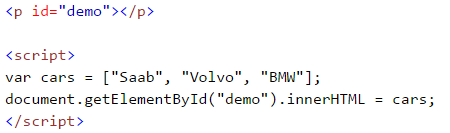 <p id="demo"></p>
<script>
var cars = ["Saab", "Volvo", "BMW"];
document.getElementById("demo").innerHTML = cars;
</script>